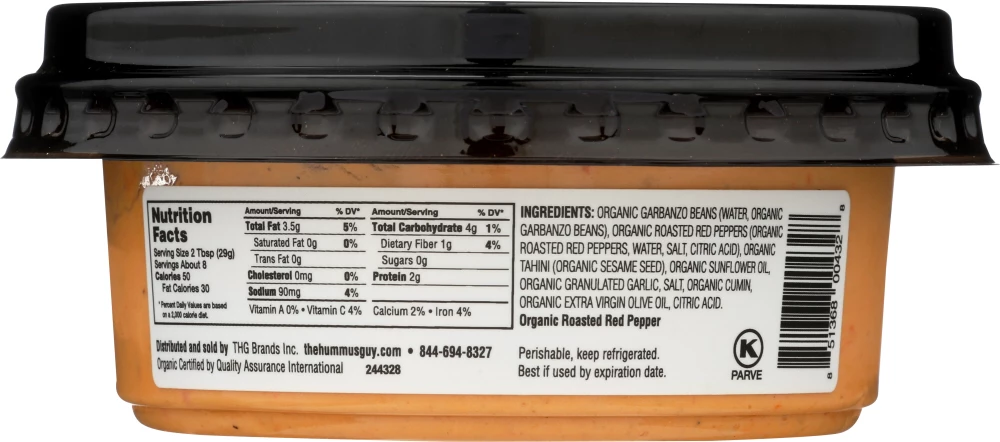 Nutrition
Facts
Serving Size 2 Tbsp (29g)
Servings About 8
Calories 50
Fat Calories 30
*Percent Daily Values are based
on a 2,000 calorie diet.
Amount/Serving % DV*
Total Fat 3.5g 5%
Saturated Fat 0g 0%
Trans Fat 0g
Cholesterol 0mg 0%
Sodium 90mg 4%
Amount/Serving % DV*
Total Carbohydrate 4g 1%
Dietary Fiber 1g 4%
Sugars 0g
Protein 2g
Vitamin A 0% • Vitamin C 4% Calcium 2% • Iron 4%
INGREDIENTS: ORGANIC GARBANZO BEANS (WATER, ORGANIC
GARBANZO BEANS), ORGANIC ROASTED RED PEPPERS (ORGANIC
ROASTED RED PEPPERS, WATER, SALT, CITRIC ACID), ORGANIC
TAHINI (ORGANIC SESAME SEED), ORGANIC SUNFLOWER OIL,
ORGANIC GRANULATED GARLIC, SALT, ORGANIC CUMIN,
ORGANIC EXTRA VIRGIN OLIVE OIL, CITRIC ACID.
Organic Roasted Red Pepper
Distributed and sold by THG Brands Inc. thehummusguy.com • 844-694-8327
Organic Certified by Quality Assurance International 244328
Perishable, keep refrigerated.
Best if used by expiration date.
K
PARVE
8 51368 00432 8